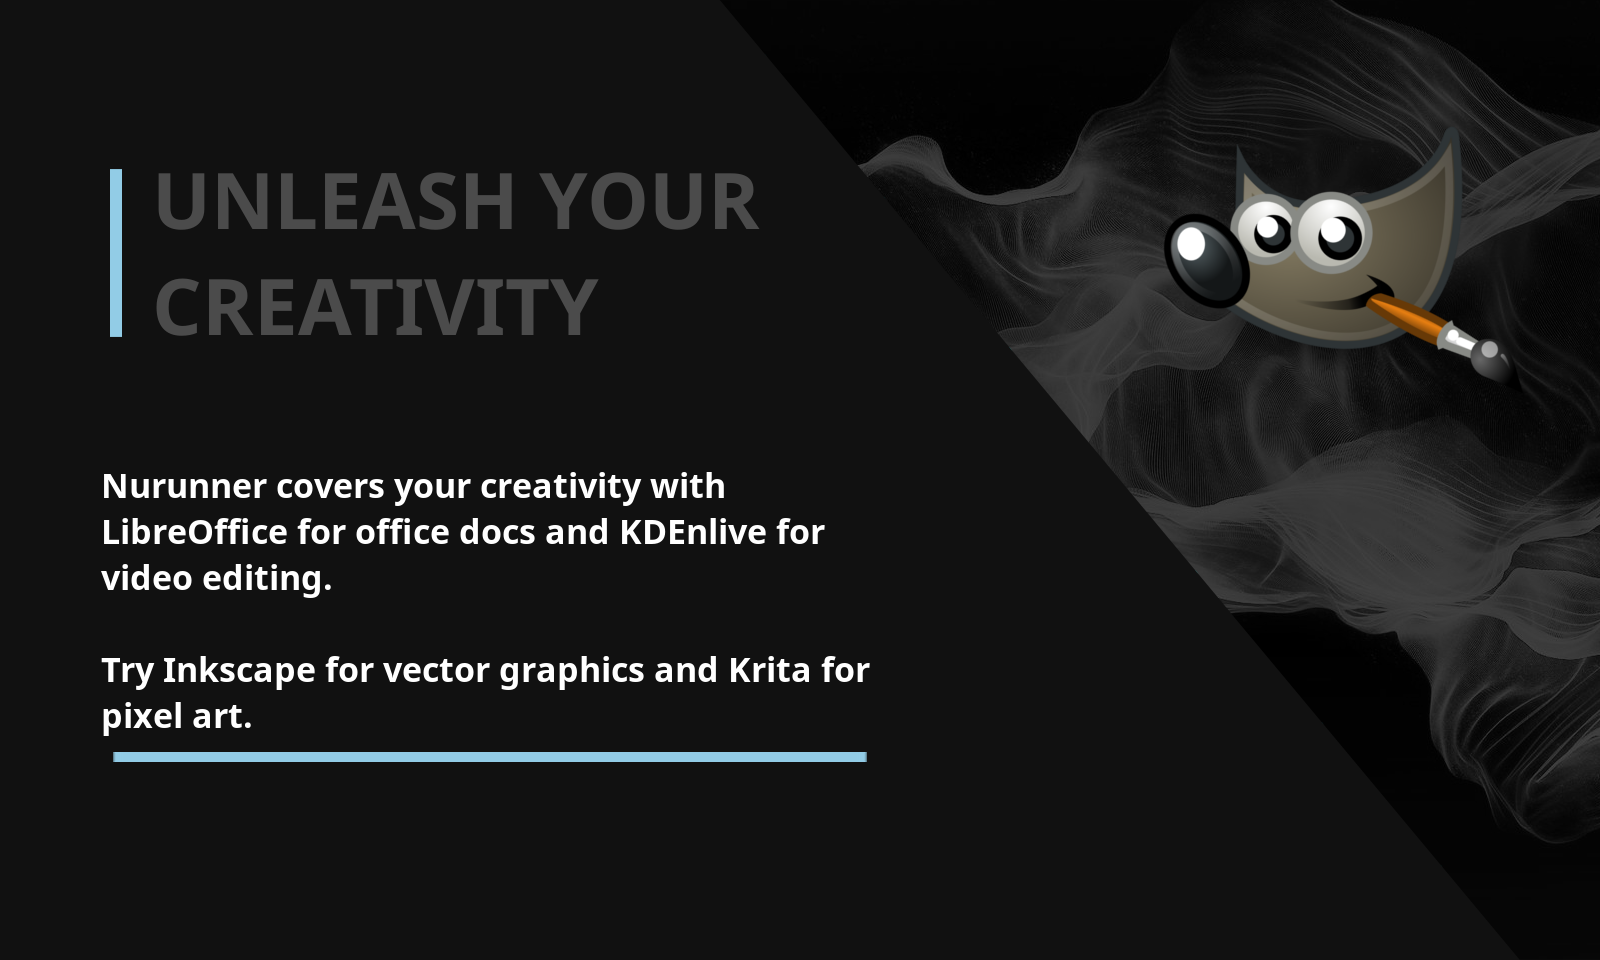 UNLEASH YOUR
CREATIVITY
Nurunner covers your creativity with
LibreOffice for office docs and KDEnlive for
video editing.
Try Inkscape for vector graphics and Krita for
pixel art.